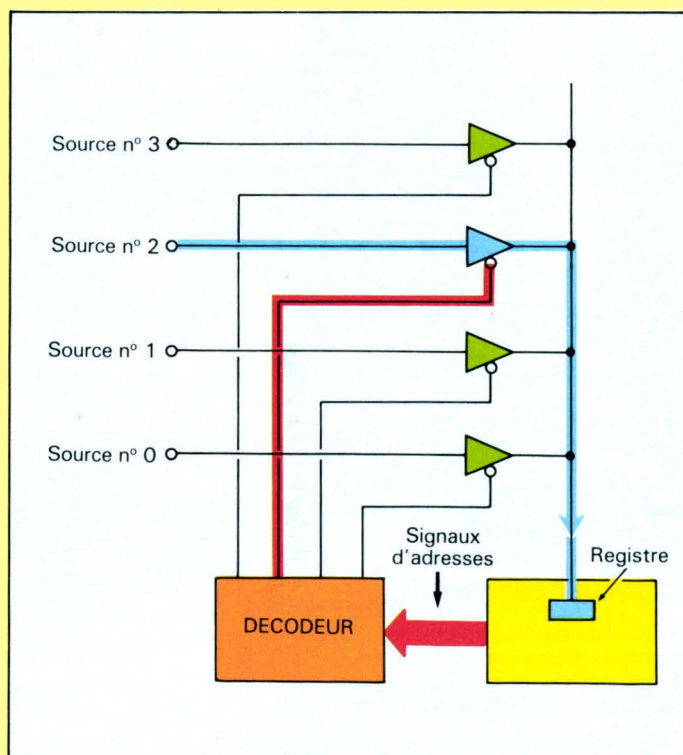 Source nº 3
Source nº 2
Source nº 1
Source nº 0
Signaux
d'adresses
Registre
DECODEUR